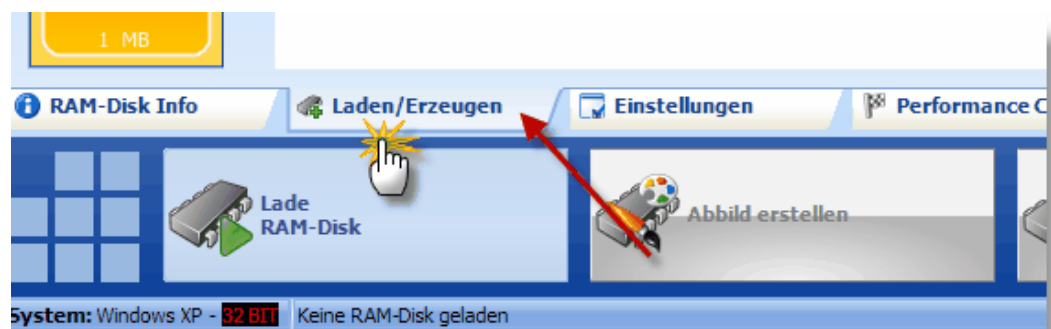 1 MB
RAM-Disk Info
Laden/Erzeugen
Einstellungen
Performance C
Lade
RAM-Disk
Abbild erstellen
System: Windows XP - 32 BIT
Keine RAM-Disk geladen